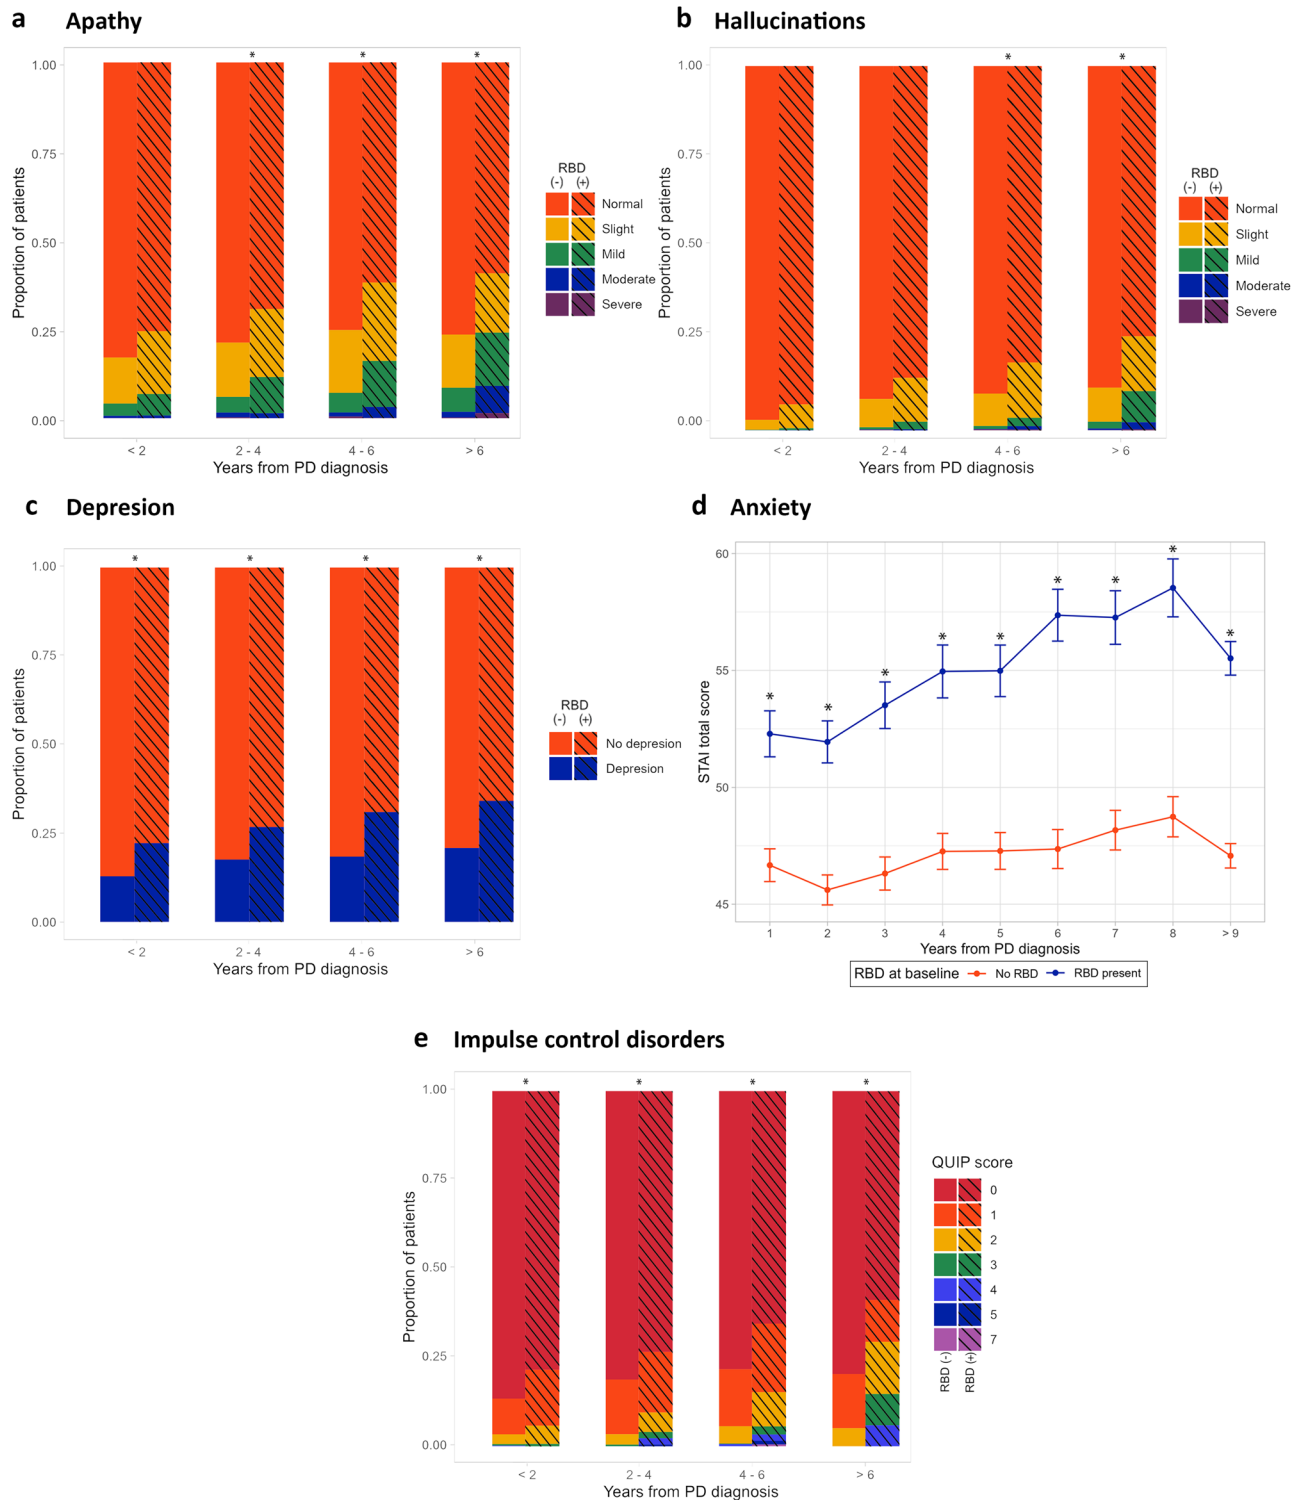 a Apathy
* * *
1.00
0.75
0.50
0.25
0.00
Proportion of patients
< 2 2 - 4 4 - 6 > 6
Years from PD diagnosis
RBD
(-) (+)
Normal
Slight
Mild
Moderate
Severe
b Hallucinations
* *
1.00
0.75
0.50
0.25
0.00
Proportion of patients
< 2 2 - 4 4 - 6 > 6
Years from PD diagnosis
RBD
(-) (+)
Normal
Slight
Mild
Moderate
Severe
c Depresion
* * * *
1.00
0.75
0.50
0.25
0.00
Proportion of patients
< 2 2 - 4 4 - 6 > 6
Years from PD diagnosis
RBD
(-) (+)
No depresion
Depresion
d Anxiety
60
55
50
45
STAI total score
* * * * * * * * *
1 2 3 4 5 6 7 8 > 9
Years from PD diagnosis
RBD at baseline No RBD RBD present
e Impulse control disorders
* * * *
1.00
0.75
0.50
0.25
0.00
Proportion of patients
< 2 2 - 4 4 - 6 > 6
Years from PD diagnosis
QUIP score
0
1
2
3
4
5
7
RBD (-)
RBD (+)